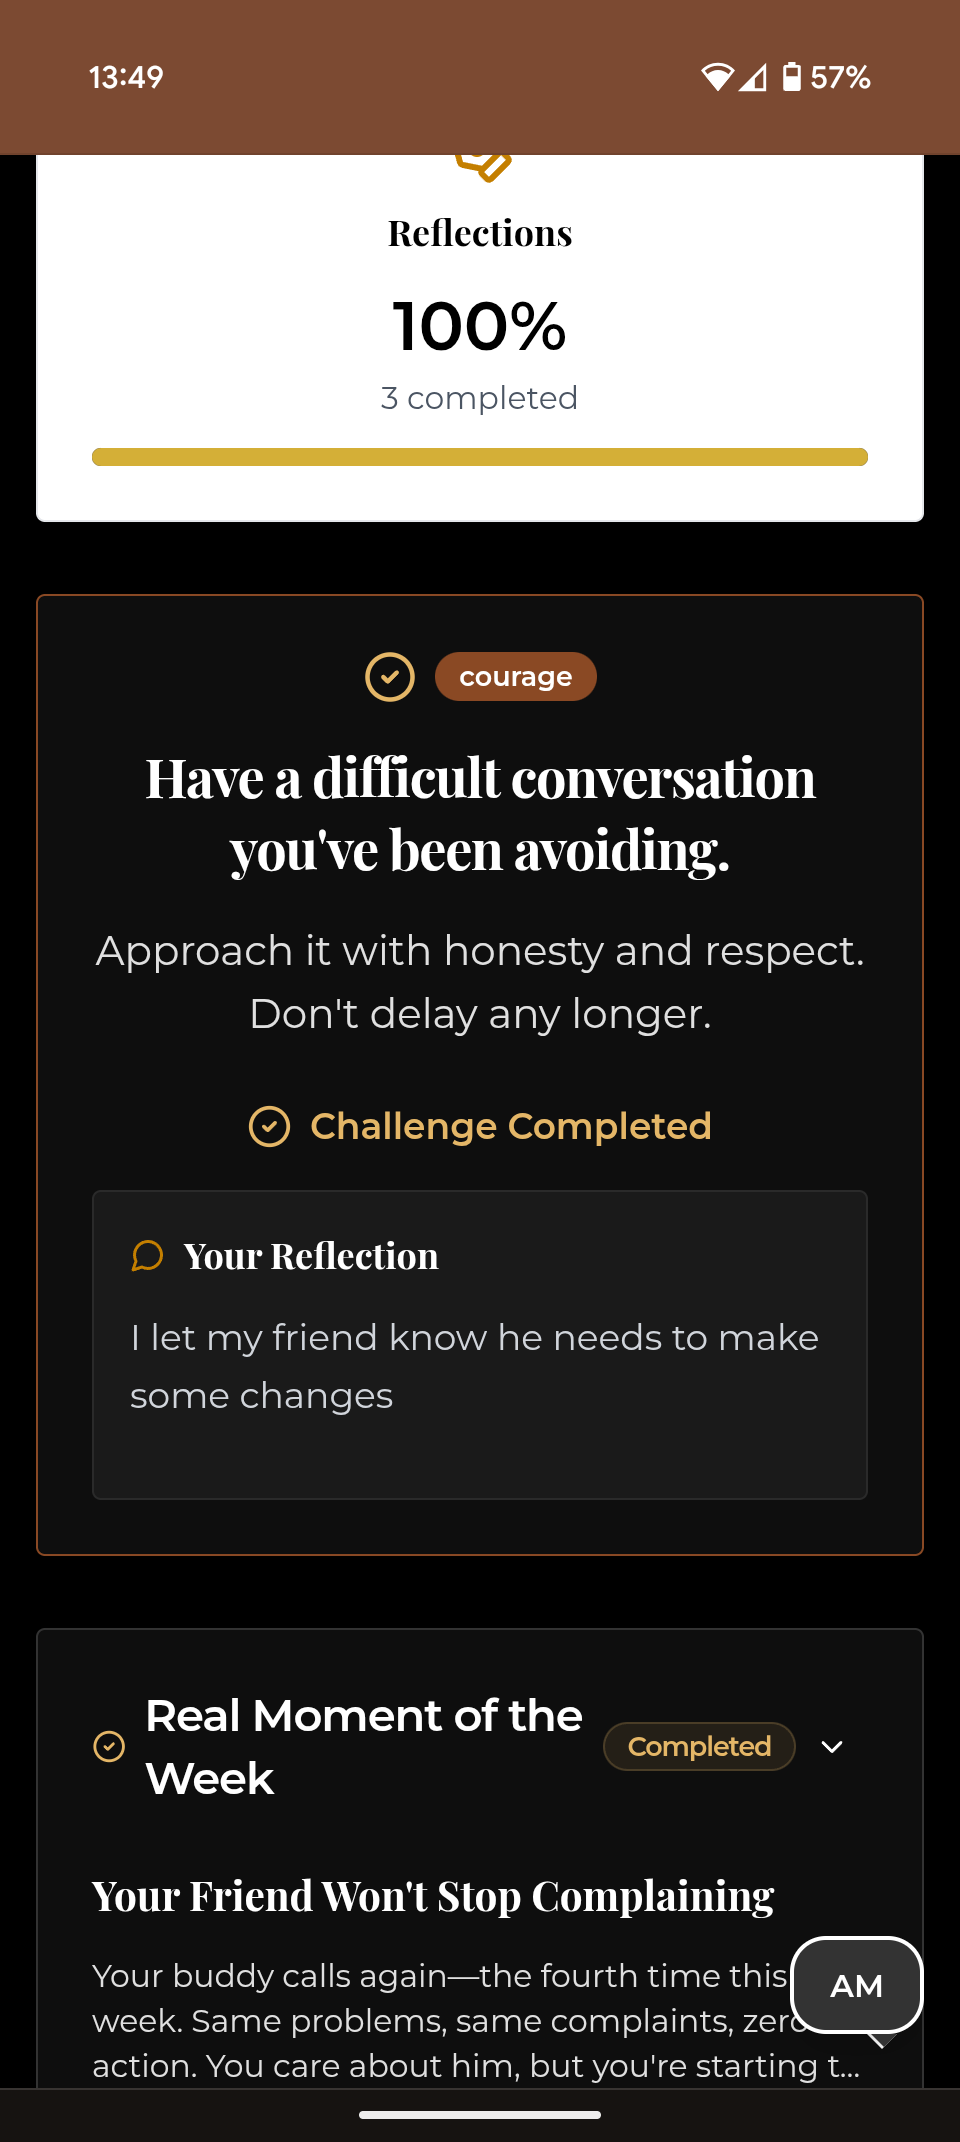 13:49
57%
Reflections
100%
3 completed
courage
Have a difficult conversation
you've been avoiding.
Approach it with honesty and respect.
Don't delay any longer.
Challenge Completed
Your Reflection
I let my friend know he needs to make
some changes
Real Moment of the
Week
Completed
Your Friend Won't Stop Complaining
Your buddy calls again—the fourth time this
week. Same problems, same complaints, zero
action. You care about him, but you're starting t...
AM